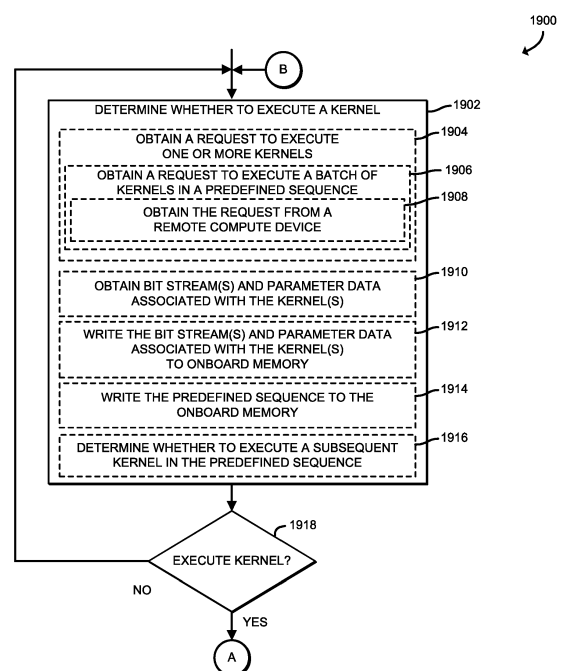 1900
B
DETERMINE WHETHER TO EXECUTE A KERNEL
1902
OBTAIN A REQUEST TO EXECUTE
ONE OR MORE KERNELS
1904
OBTAIN A REQUEST TO EXECUTE A BATCH OF
KERNELS IN A PREDEFINED SEQUENCE
1906
OBTAIN THE REQUEST FROM A
REMOTE COMPUTE DEVICE
1908
OBTAIN BIT STREAM(S) AND PARAMETER DATA
ASSOCIATED WITH THE KERNEL(S)
1910
WRITE THE BIT STREAM(S) AND PARAMETER DATA
ASSOCIATED WITH THE KERNEL(S)
TO ONBOARD MEMORY
1912
WRITE THE PREDEFINED SEQUENCE TO THE
ONBOARD MEMORY
1914
DETERMINE WHETHER TO EXECUTE A SUBSEQUENT
KERNEL IN THE PREDEFINED SEQUENCE
1916
EXECUTE KERNEL?
1918
NO
YES
A